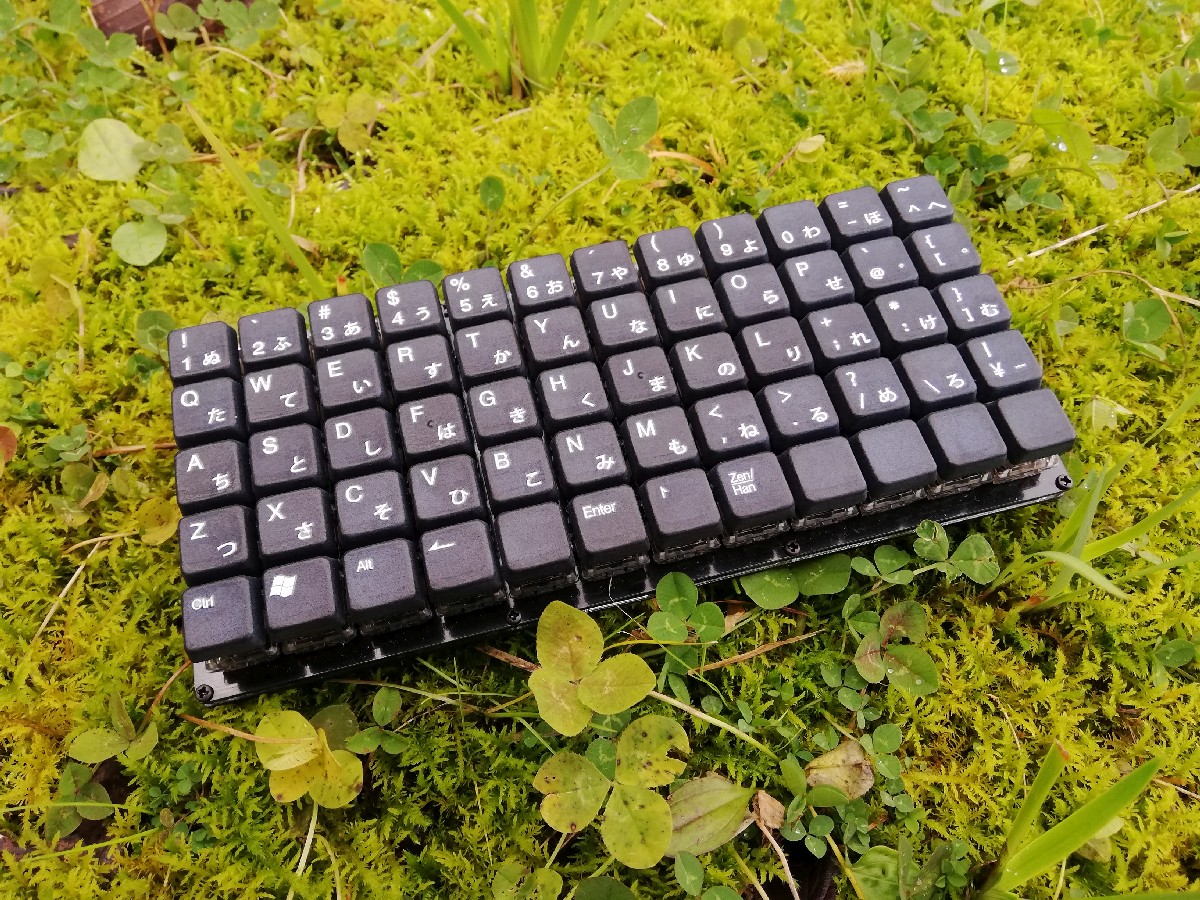 ! 1 ぬ ` 2 ふ # 3 あ $ 4 う % 5 え & 6 お ´ 7 や ( 8 ゆ ) 9 よ 0 わ = - ほ ~ ^ へ
Q た W て E い R す T か Y ん U な I に O ら P せ ` @ ゛ [ ゜
A ち S と D し F は G き H く J ま K の L り + ; れ * : け } ] む
Z つ X さ C そ V ひ B こ N み M も < , ね > . る ? / め \ ろ | ¥ ー
Ctrl Alt ← Enter Zen/
Han